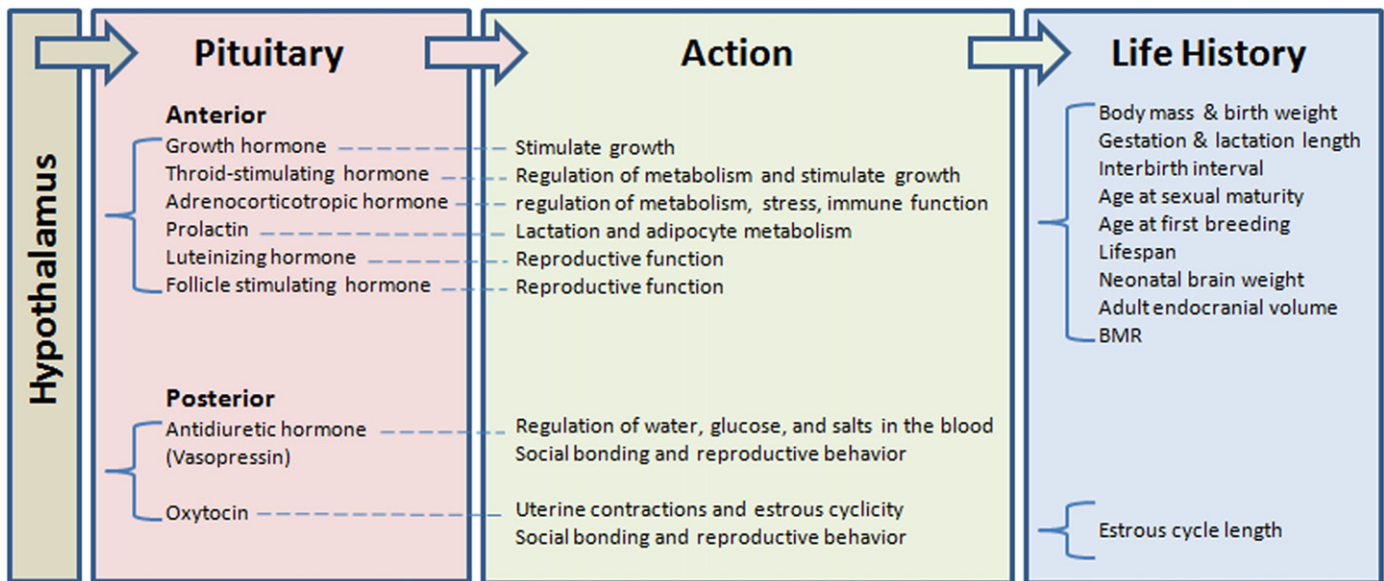 Hypothalamus
Pituitary
Anterior
Growth hormone
Throid-stimulating hormone
Adrenocorticotropic hormone
Prolactin
Luteinizing hormone
Follicle stimulating hormone
Posterior
Antidiuretic hormone
(Vasopressin)
Oxytocin
Action
Stimulate growth
Regulation of metabolism and stimulate growth
regulation of metabolism, stress, immune function
Lactation and adipocyte metabolism
Reproductive function
Reproductive function
Regulation of water, glucose, and salts in the blood
Social bonding and reproductive behavior
Uterine contractions and estrous cyclicity
Social bonding and reproductive behavior
Life History
Body mass & birth weight
Gestation & lactation length
Interbirth interval
Age at sexual maturity
Age at first breeding
Lifespan
Neonatal brain weight
Adult endocranial volume
BMR
Estrous cycle length